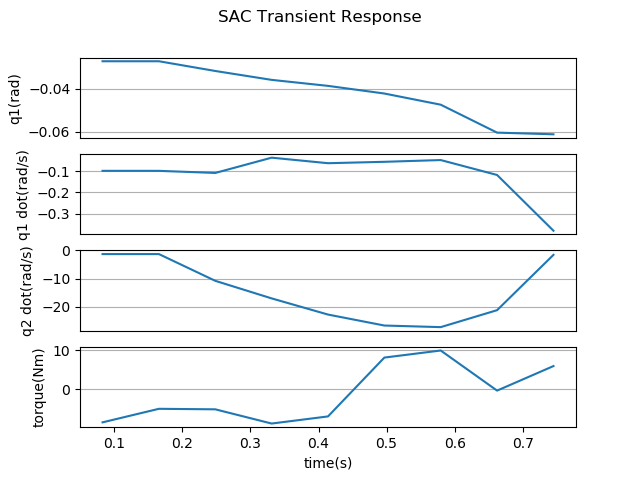 SAC Transient Response
q1(rad)
−0.04
−0.06
q1 dot(rad/s)
−0.1
−0.2
−0.3
q2 dot(rad/s)
0
−10
−20
torque(Nm)
10
0
0.1 0.2 0.3 0.4 0.5 0.6 0.7
time(s)